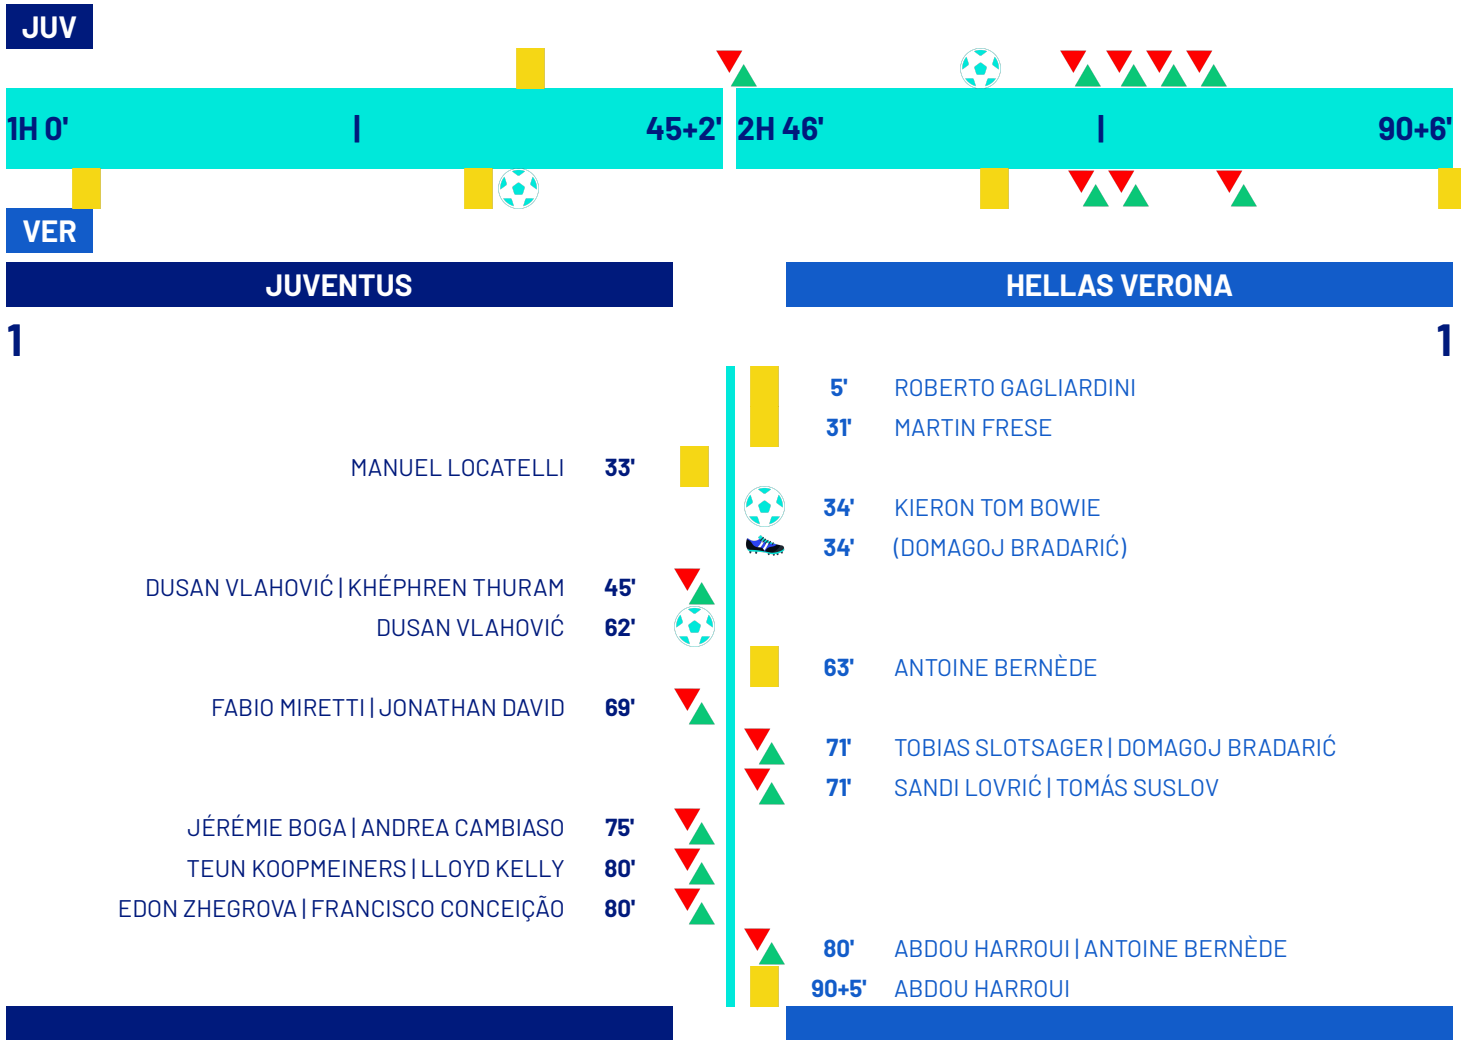 JUV
1H 0' | 45+2' 2H 46' | 90+6'
VER
JUVENTUS HELLAS VERONA
1 1
5' ROBERTO GAGLIARDINI
31' MARTIN FRESE
MANUEL LOCATELLI 33'
34' KIERON TOM BOWIE
34' (DOMAGOJ BRADARIĆ)
DUSAN VLAHOVIĆ | KHÉPHREN THURAM 45'
DUSAN VLAHOVIĆ 62'
63' ANTOINE BERNÈDE
FABIO MIRETTI | JONATHAN DAVID 69'
71' TOBIAS SLOTSAGER | DOMAGOJ BRADARIĆ
71' SANDI LOVRIĆ | TOMÁS SUSLOV
JÉRÉMIE BOGA | ANDREA CAMBIASO 75'
TEUN KOOPMEINERS | LLOYD KELLY 80'
EDON ZHEGROVA | FRANCISCO CONCEIÇÃO 80'
80' ABDOU HARROUI | ANTOINE BERNÈDE
90+5' ABDOU HARROUI